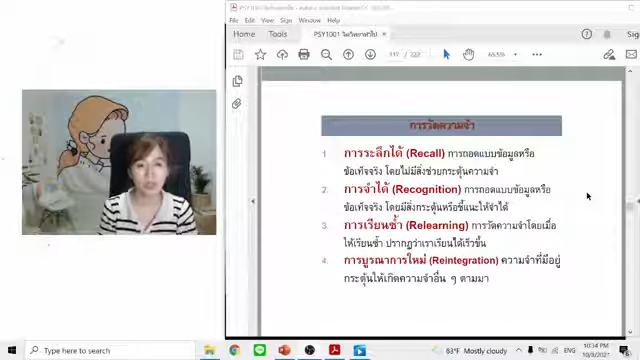 File Edit View Sign Window Help
Home Tools PSY1001 จิตวิทยาทั่วไป × Sign
117 / 222 65.5%
การวัดความจำ
1. การระลึกได้ (Recall) การถอดแบบข้อมูลหรือ
ข้อเท็จจริง โดยไม่มีสิ่งช่วยกระตุ้นความจำ
2. การจำได้ (Recognition) การถอดแบบข้อมูลหรือ
ข้อเท็จจริง โดยมีสิ่งกระตุ้นหรือชี้แนะให้จำได้
3. การเรียนซ้ำ (Relearning) การวัดความจำโดยเมื่อ
ให้เรียนซ้ำ ปรากฏว่าเราเรียนได้เร็วขึ้น
4. การบูรณาการใหม่ (Reintegration) ความจำที่มีอยู่
กระตุ้นให้เกิดความจำอื่น ๆ ตามมา
Type here to search
83°F Mostly cloudy
ENG
10:34 PM